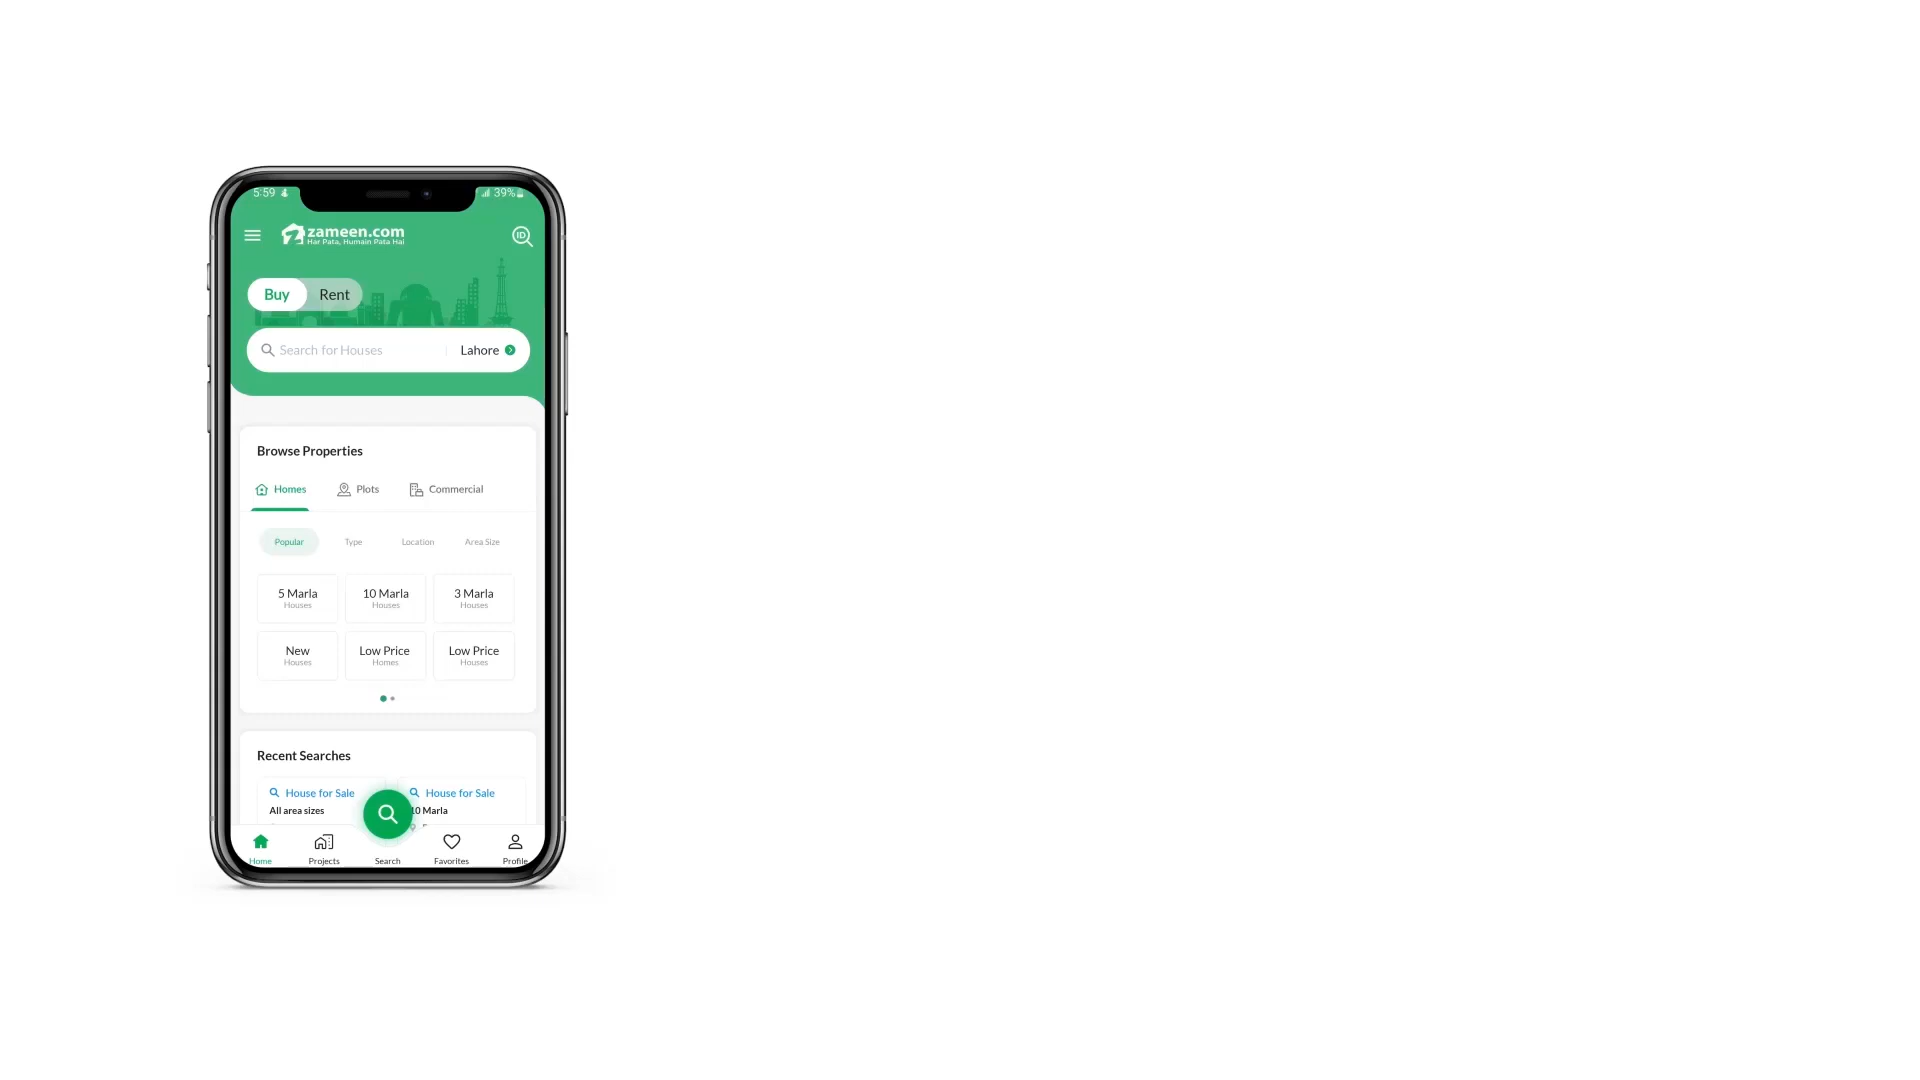 5:59 39%
zameen.com
Har Pata, Humain Pata Hai
ID
Buy Rent
Search for Houses Lahore
Browse Properties
Homes Plots Commercial
Popular Type Location Area Size
5 Marla 10 Marla 3 Marla
Houses Houses Houses
New Low Price Low Price
Houses Homes Houses
Recent Searches
House for Sale House for Sale
All area sizes 10 Marla
Home Projects Search Favorites Profile